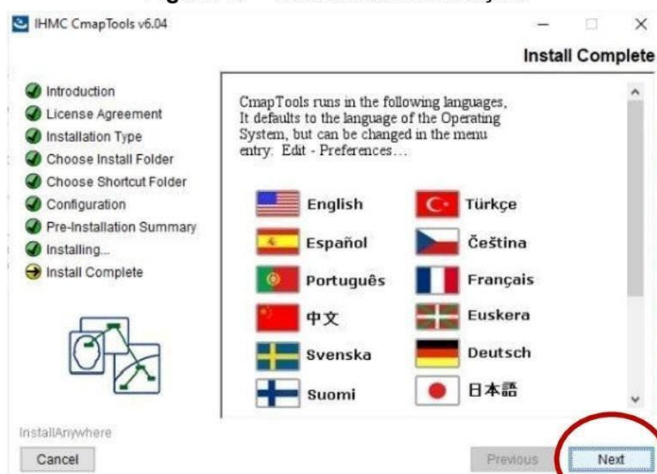 IHMC CmapTools v6.04
Install Complete
Introduction
License Agreement
Installation Type
Choose Install Folder
Choose Shortcut Folder
Configuration
Pre-Installation Summary
Installing...
Install Complete
CmapTools runs in the following languages,
It defaults to the language of the Operating
System, but can be changed in the menu
entry: Edit - Preferences...
English
Türkçe
Español
Čeština
Português
Français
中文
Euskera
Svenska
Deutsch
Suomi
日本語
InstallAnywhere
Cancel
Previous
Next